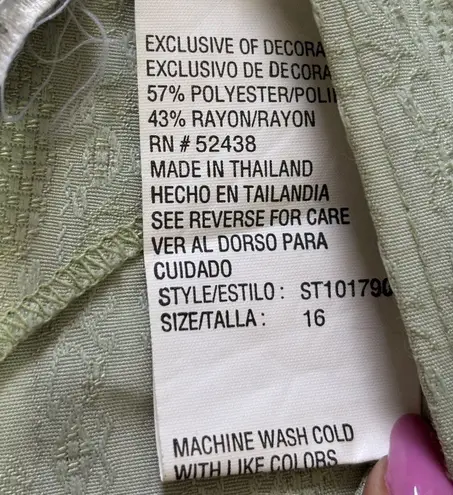 EXCLUSIVE OF DECORA
EXCLUSIVO DE DECORA
57% POLYESTER/POLI
43% RAYON/RAYON
RN # 52438
MADE IN THAILAND
HECHO EN TAILANDIA
SEE REVERSE FOR CARE
VER AL DORSO PARA
CUIDADO
STYLE/ESTILO : ST101790
SIZE/TALLA : 16
MACHINE WASH COLD
WITH LIKE COLORS